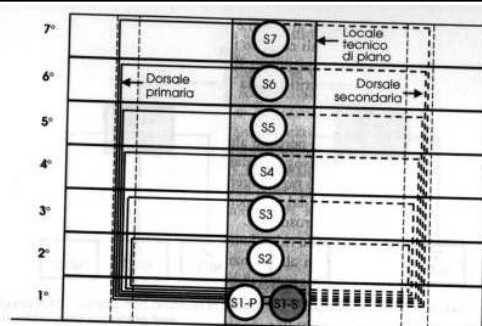 7°
S7
Locale
tecnico
di piano
6°
Dorsale
primaria
S6
Dorsale
secondaria
5°
S5
4°
S4
3°
S3
2°
S2
1°
S1-P
S1-S